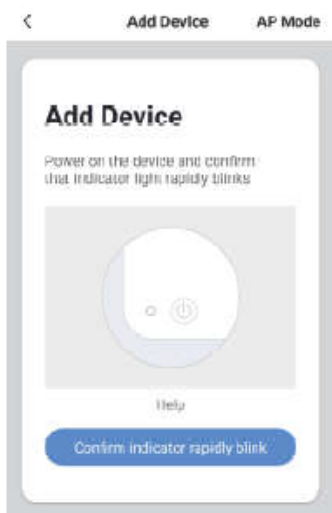 Add Device AP Mode
Add Device
Power on the device and confirm
that indicator light rapidly blinks
Help
Confirm indicator rapidly blink